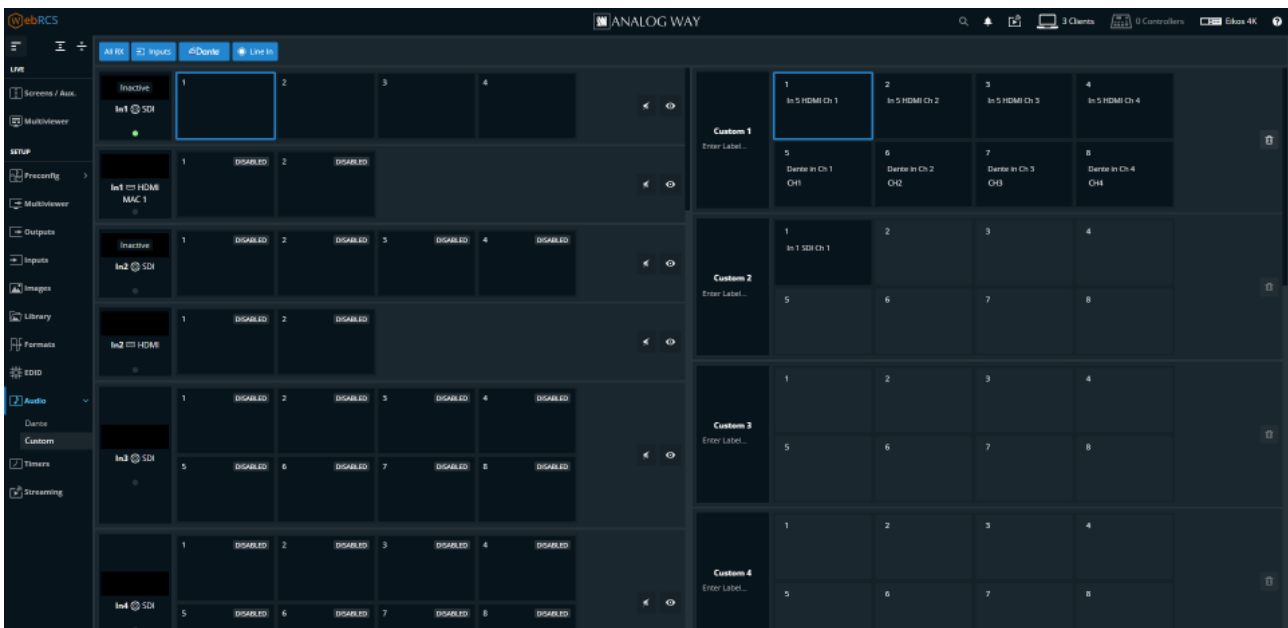 WebRCS
ANALOG WAY
3 Clients
0 Controllers
Eikos 4K
All RX
Inputs
Dante
Line In
LIVE
Screens / Aux.
Multiviewer
SETUP
Preconfig
Multiviewer
Outputs
Inputs
Images
Library
Formats
EDID
Audio
Dante
Custom
Timers
Streaming
Inactive
In1 SDI
1 2 3 4
In1 HDMI
MAC 1
1 DISABLED 2 DISABLED
Inactive
In2 SDI
1 DISABLED 2 DISABLED 3 DISABLED 4 DISABLED
In2 HDMI
1 DISABLED 2 DISABLED
In3 SDI
1 DISABLED 2 DISABLED 3 DISABLED 4 DISABLED
5 DISABLED 6 DISABLED 7 DISABLED 8 DISABLED
In4 SDI
1 DISABLED 2 DISABLED 3 DISABLED 4 DISABLED
5 DISABLED 6 DISABLED 7 DISABLED 8 DISABLED
Custom 1
Enter Label...
1 2 3 4
In 5 HDMI Ch 1 In 5 HDMI Ch 2 In 5 HDMI Ch 3 In 5 HDMI Ch 4
5 6 7 8
Dante in Ch 1 Dante in Ch 2 Dante in Ch 3 Dante in Ch 4
CH1 CH2 CH3 CH4
Custom 2
Enter Label...
1 2 3 4
In 1 SDI Ch 1
5 6 7 8
Custom 3
Enter Label...
1 2 3 4
5 6 7 8
Custom 4
Enter Label...
1 2 3 4
5 6 7 8